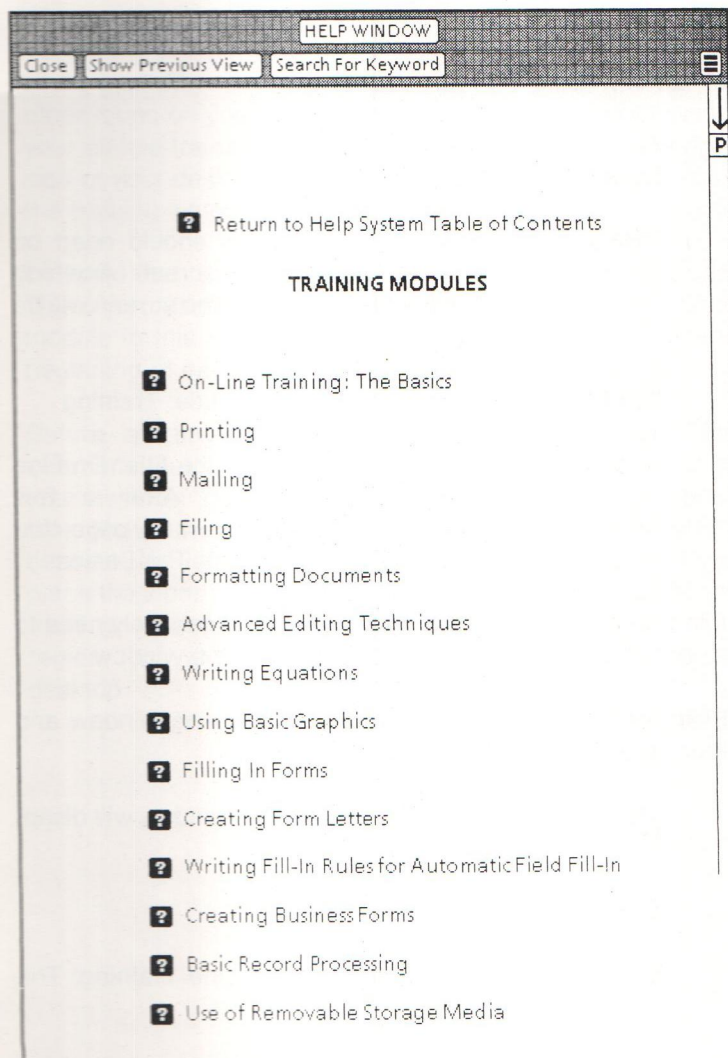 HELP WINDOW
Close Show Previous View Search For Keyword
P
? Return to Help System Table of Contents
TRAINING MODULES
? On-Line Training: The Basics
? Printing
? Mailing
? Filing
? Formatting Documents
? Advanced Editing Techniques
? Writing Equations
? Using Basic Graphics
? Filling In Forms
? Creating Form Letters
? Writing Fill-In Rules for Automatic Field Fill-In
? Creating Business Forms
? Basic Record Processing
? Use of Removable Storage Media